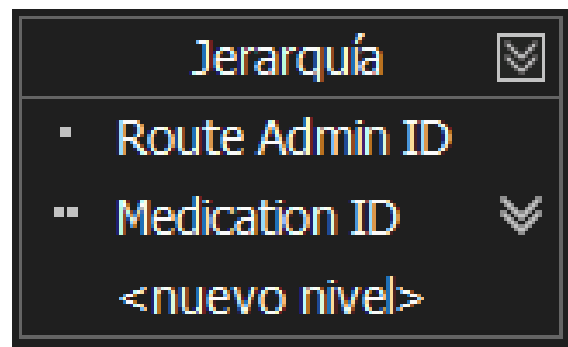 Jerarquía
Route Admin ID
Medication ID
<nuevo nivel>